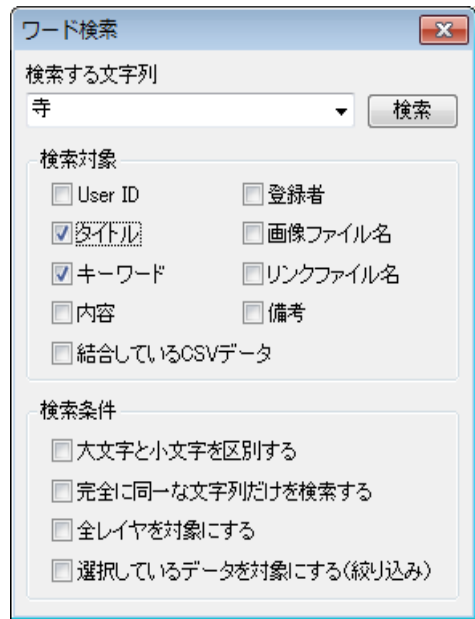 ワード検索
検索する文字列
寺 検索
検索対象
User ID 登録者
タイトル 画像ファイル名
キーワード リンクファイル名
内容 備考
結合しているCSVデータ
検索条件
大文字と小文字を区別する
完全に同一な文字列だけを検索する
全レイヤを対象にする
選択しているデータを対象にする(絞り込み)